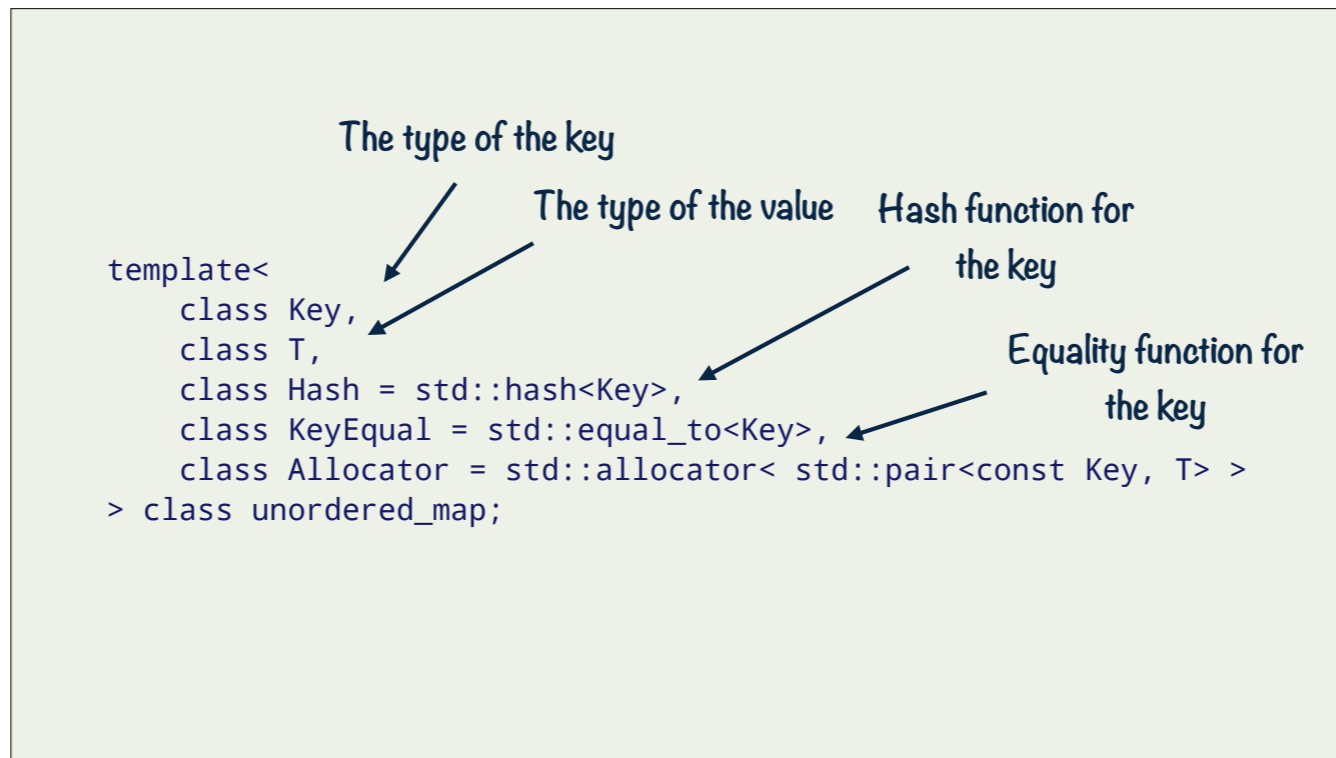 The type of the key
The type of the value
Hash function for
the key
Equality function for
the key
template<
    class Key,
    class T,
    class Hash = std::hash<Key>,
    class KeyEqual = std::equal_to<Key>,
    class Allocator = std::allocator< std::pair<const Key, T> >
> class unordered_map;